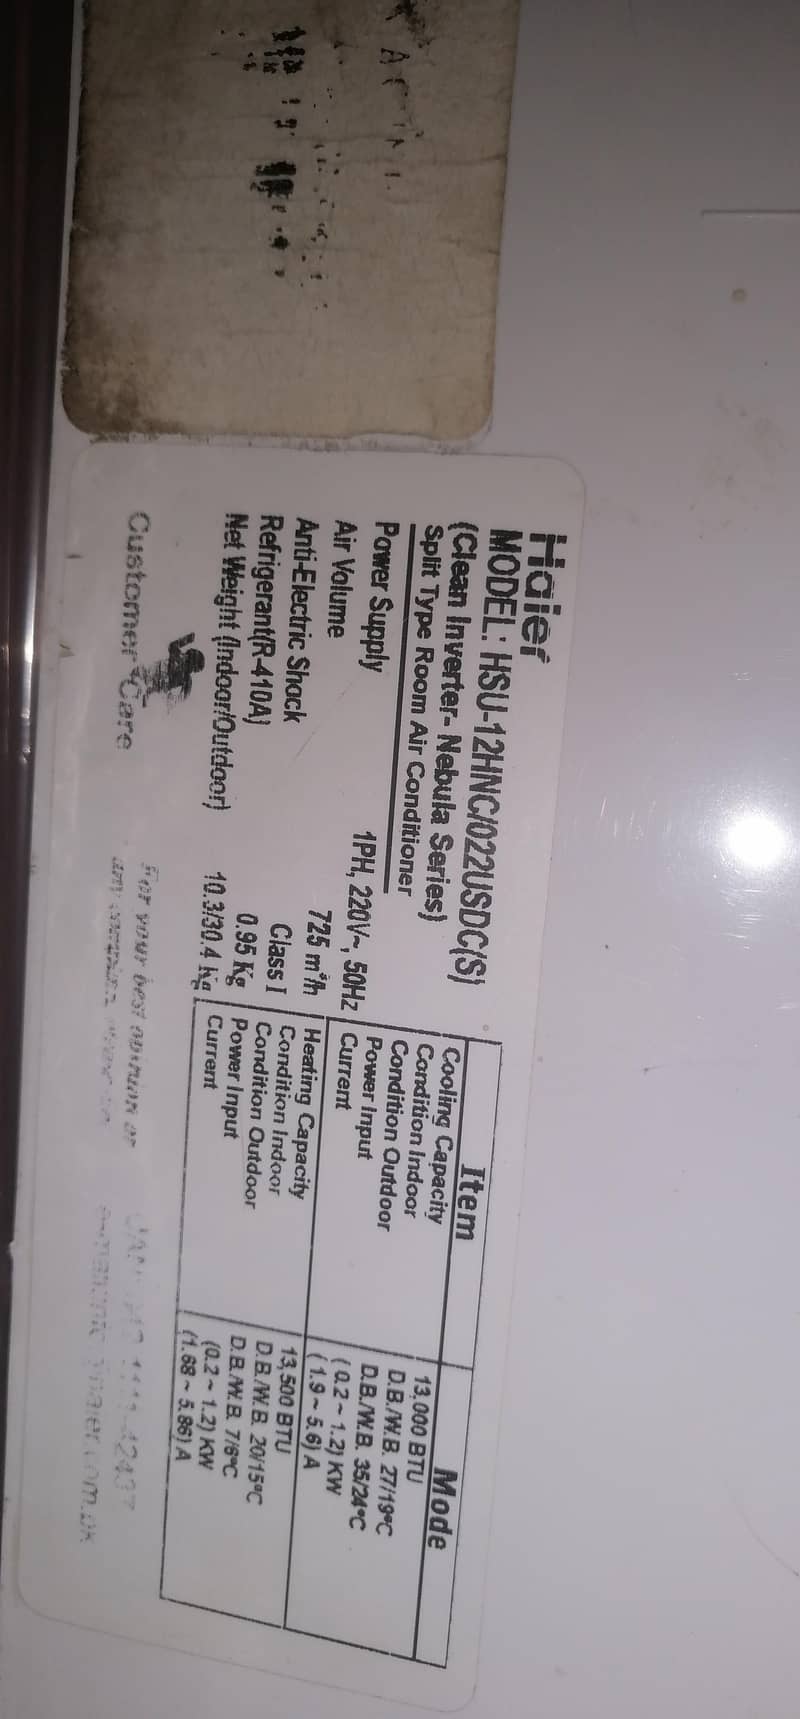 Haier
MODEL: HSU-12HNC/022USDC(S)
(Clean Inverter- Nebula Series)
Split Type Room Air Conditioner
Power Supply 1PH, 220V~, 50Hz
Air Volume 725 m³/h
Anti-Electric Shock Class I
Refrigerant(R-410A) 0.95 Kg
Net Weight (Indoor/Outdoor) 10.3/30.4 Kg
Item Mode
Cooling Capacity 13,000 BTU
Condition Indoor D.B./W.B. 27/19ºC
Condition Outdoor D.B./W.B. 35/24ºC
Power Input (0.2 ~ 1.2) KW
Current (1.9 ~ 5.6) A
Heating Capacity 13,500 BTU
Condition Indoor D.B./W.B. 20/15ºC
Condition Outdoor D.B./W.B. 7/6ºC
Power Input (0.2 ~ 1.2) KW
Current (1.68 ~ 5.86) A
Customer Care
For your best opinion or